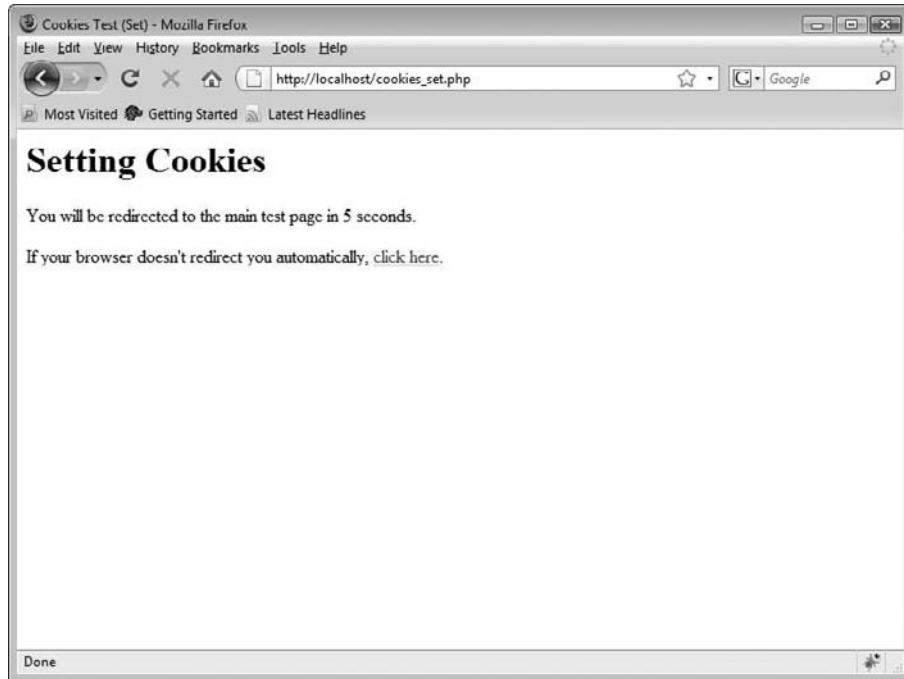 Cookies Test (Set) - Mozilla Firefox
File Edit View History Bookmarks Tools Help
http://localhost/cookies_set.php
G Google
Most Visited Getting Started Latest Headlines
Setting Cookies
You will be redirected to the main test page in 5 seconds.
If your browser doesn't redirect you automatically, click here.
Done